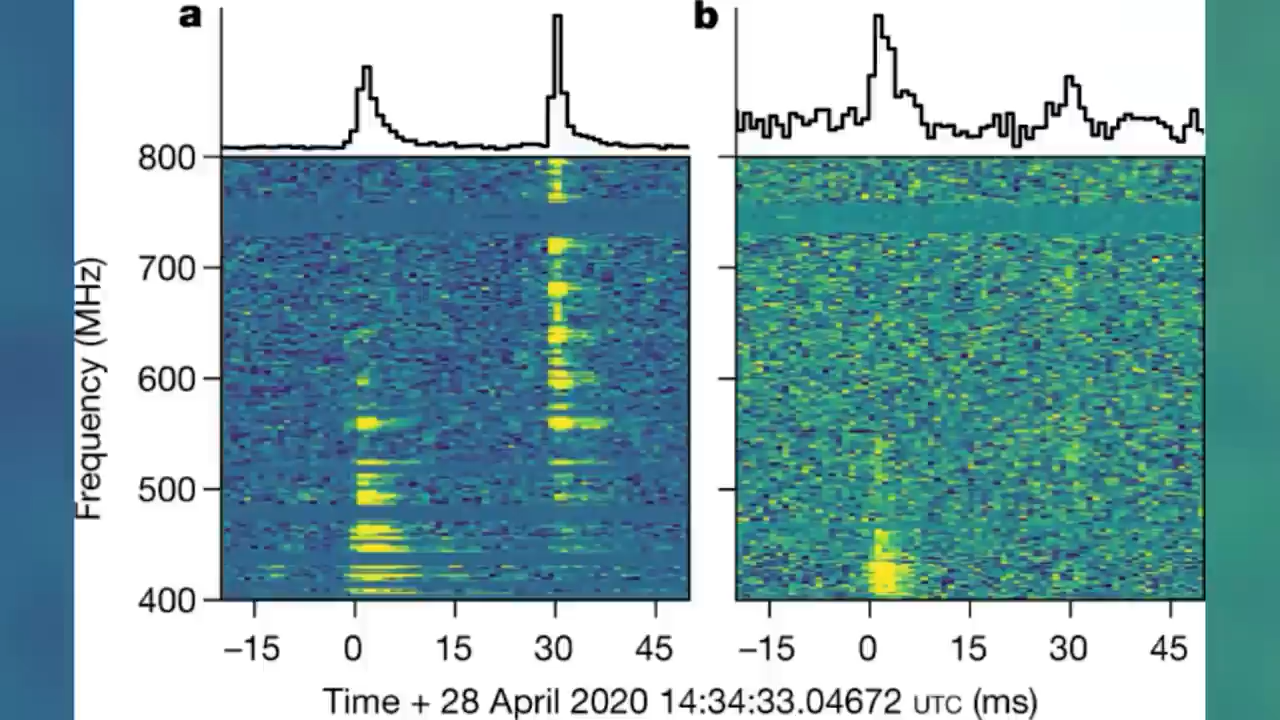 a
b
800
700
600
500
400
Frequency (MHz)
−15 0 15 30 45
−15 0 15 30 45
Time + 28 April 2020 14:34:33.04672 UTC (ms)